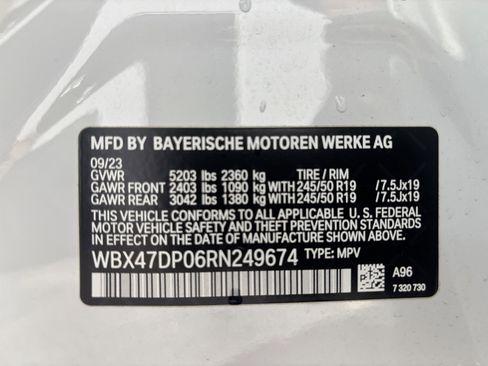 MFD BY BAYERISCHE MOTOREN WERKE AG
09/23
GVWR 5203 lbs 2360 kg TIRE / RIM
GAWR FRONT 2403 lbs 1090 kg WITH 245/50 R19 /7.5Jx19
GAWR REAR 3042 lbs 1380 kg WITH 245/50 R19 /7.5Jx19
THIS VEHICLE CONFORMS TO ALL APPLICABLE U. S. FEDERAL
MOTOR VEHICLE SAFETY AND THEFT PREVENTION STANDARDS IN
EFFECT ON THE DATE OF MANUFACTURE SHOWN ABOVE.
WBX47DP06RN249674 TYPE: MPV
A96
7 320 730